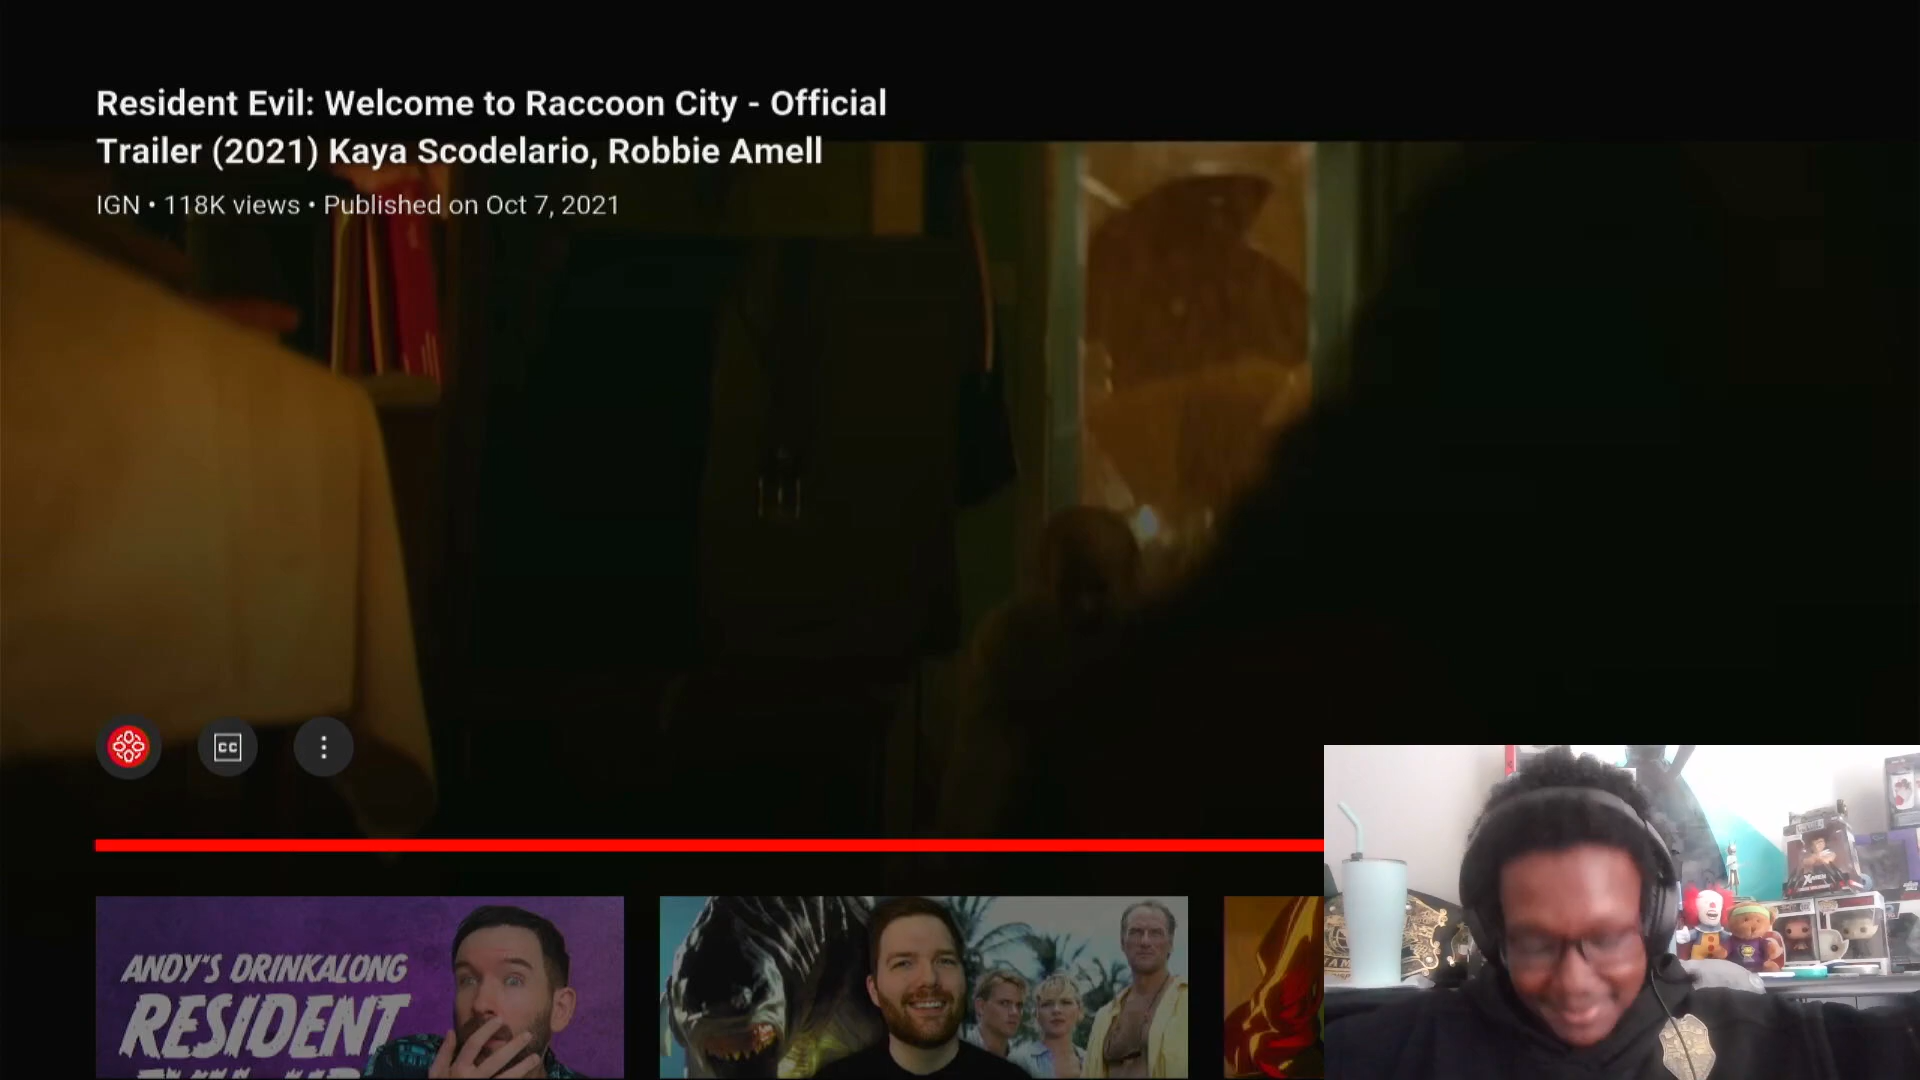 Resident Evil: Welcome to Raccoon City - Official
Trailer (2021) Kaya Scodelario, Robbie Amell
IGN • 118K views • Published on Oct 7, 2021
CC
ANDY'S DRINKALONG
RESIDENT
X-MEN